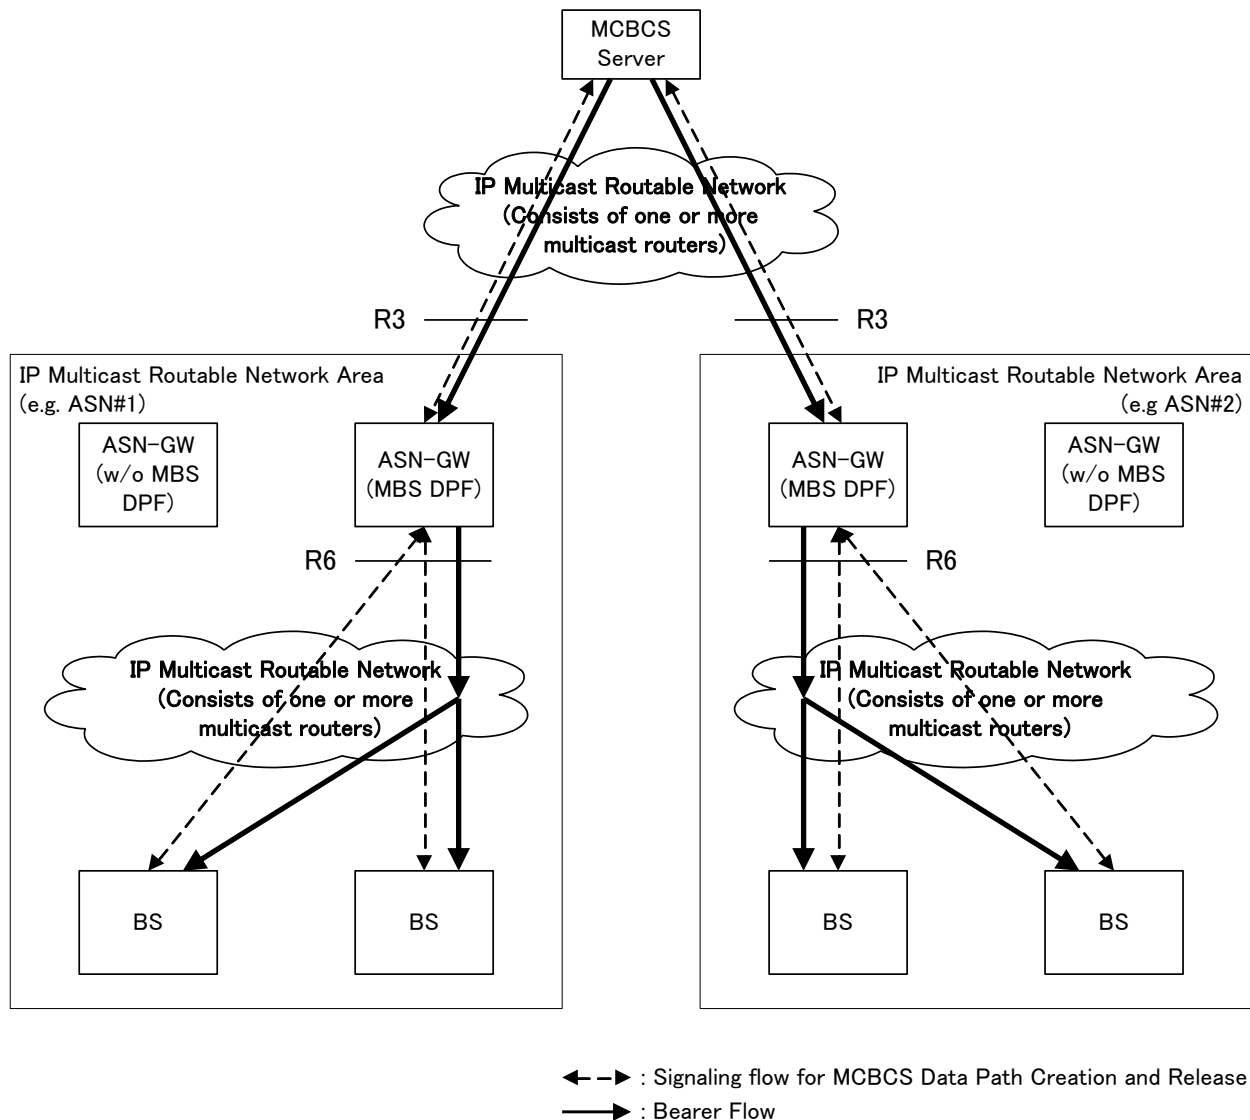 MCBCS
Server
IP Multicast Routable Network
(Consists of one or more
multicast routers)
R3
R3
IP Multicast Routable Network Area
(e.g. ASN#1)
ASN-GW
(w/o MBS
DPF)
ASN-GW
(MBS DPF)
R6
IP Multicast Routable Network
(Consists of one or more
multicast routers)
BS
BS
IP Multicast Routable Network Area
(e.g ASN#2)
ASN-GW
(MBS DPF)
ASN-GW
(w/o MBS
DPF)
R6
IP Multicast Routable Network
(Consists of one or more
multicast routers)
BS
BS
: Signaling flow for MCBCS Data Path Creation and Release
: Bearer Flow